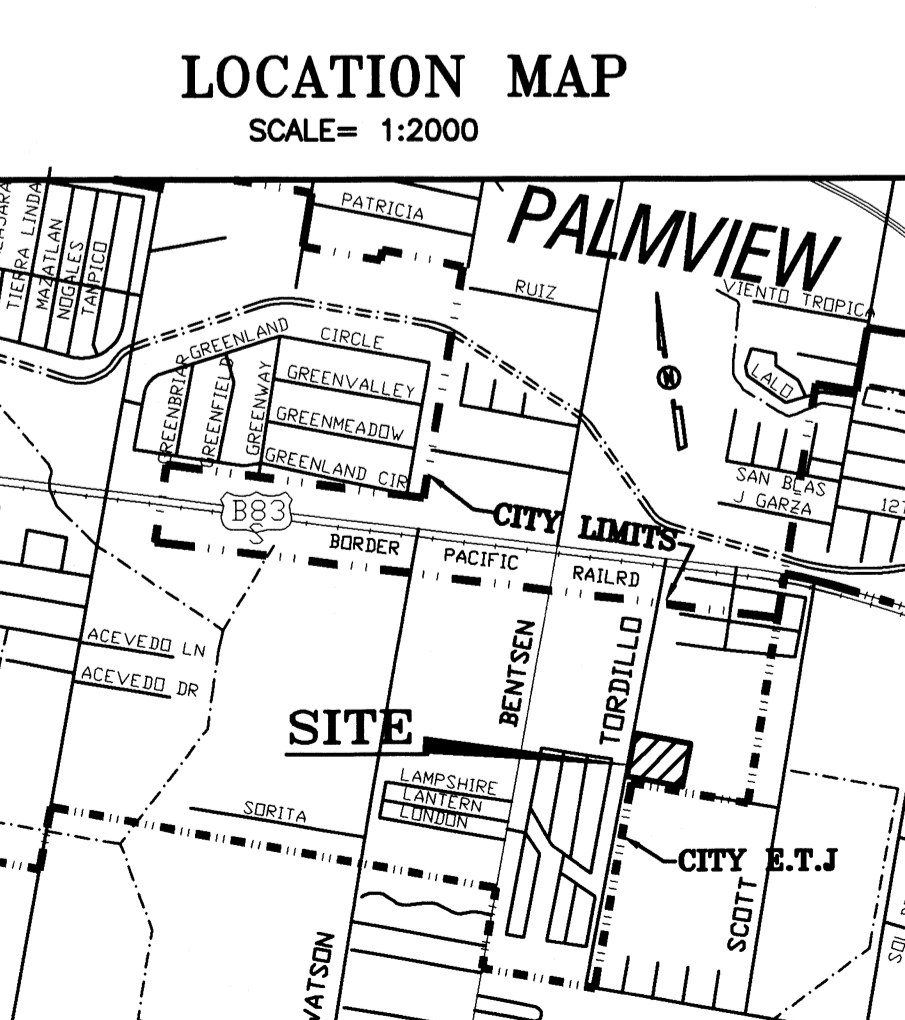 LOCATION MAP
SCALE= 1:2000
PALMVIEW
PATRICIA
TIERRA LINDA
MAZATLAN
NOGALES
TAMPICO
RUIZ
VIENTO TROPICA
GREENLAND
CIRCLE
GREENBRIAR
GREENFIELD
GREENWAY
GREENVALLEY
GREENMEADOW
GREENLAND CIR
LALO
N
SAN BLAS
J GARZA
12T
B83
S
CITY LIMITS
BORDER
PACIFIC
RAILRD
ACEVEDO LN
ACEVEDO DR
BENTSEN
TORDILLO
SITE
LAMPSHIRE
LANTERN
LONDON
SORITA
CITY E.T.J
SCOTT
WATSON